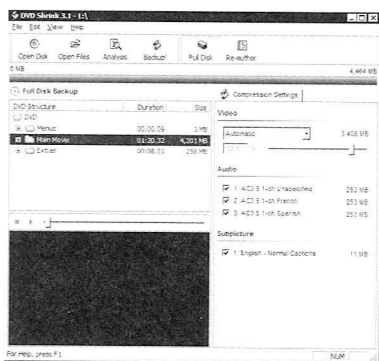 DVD Shrink 3.1 - L:\
File Edit View Help
Open Disk Open Files Analysis Backup! Full Disk Re-author
0 MB 4,464 MB
Full Disk Backup
DVD Structure Duration Size
DVD
Menus 00:00.09 3 MB
Main Movie 01:20.32 4,201 MB
Extras 00:08.03 258 MB
Compression Settings
Video
Automatic 3,408 MB
Audio
1. AC3 5.1-ch Unspecified 253 MB
2. AC3 5.1-ch French 253 MB
3. AC3 5.1-ch Spanish 253 MB
Subpicture
1. English - Normal Captions 11 MB
For Help, press F1
NUM